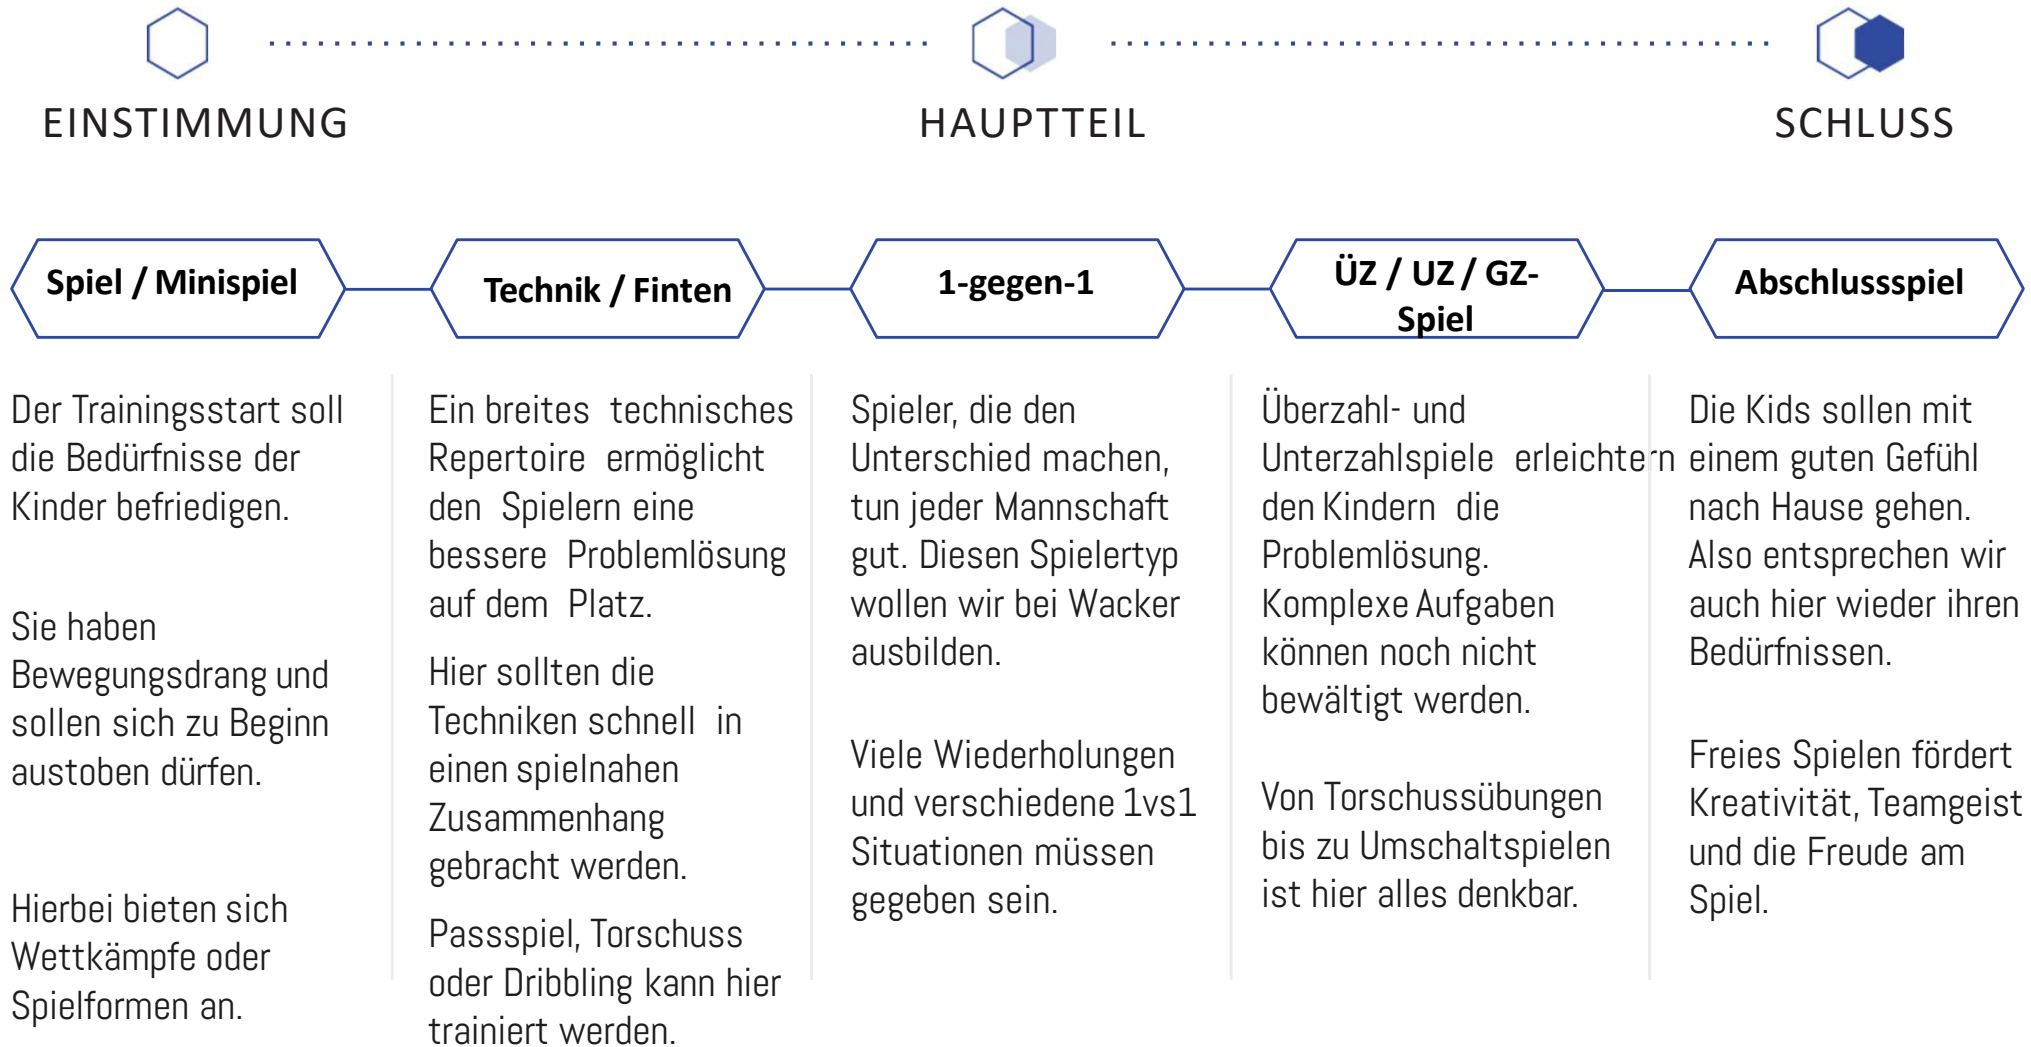 EINSTIMMUNG
HAUPTTEIL
SCHLUSS
Spiel / Minispiel
Technik / Finten
1-gegen-1
ÜZ / UZ / GZ-
Spiel
Abschlussspiel
Der Trainingsstart soll
die Bedürfnisse der
Kinder befriedigen.
Sie haben
Bewegungsdrang und
sollen sich zu Beginn
austoben dürfen.
Hierbei bieten sich
Wettkämpfe oder
Spielformen an.
Ein breites technisches
Repertoire ermöglicht
den Spielern eine
bessere Problemlösung
auf dem Platz.
Hier sollten die
Techniken schnell in
einen spielnahen
Zusammenhang
gebracht werden.
Passspiel, Torschuss
oder Dribbling kann hier
trainiert werden.
Spieler, die den
Unterschied machen,
tun jeder Mannschaft
gut. Diesen Spielertyp
wollen wir bei Wacker
ausbilden.
Viele Wiederholungen
und verschiedene 1vs1
Situationen müssen
gegeben sein.
Überzahl- und
Unterzahlspiele erleichtern
den Kindern die
Problemlösung.
Komplexe Aufgaben
können noch nicht
bewältigt werden.
Von Torschussübungen
bis zu Umschaltspielen
ist hier alles denkbar.
Die Kids sollen mit
einem guten Gefühl
nach Hause gehen.
Also entsprechen wir
auch hier wieder ihren
Bedürfnissen.
Freies Spielen fördert
Kreativität, Teamgeist
und die Freude am
Spiel.